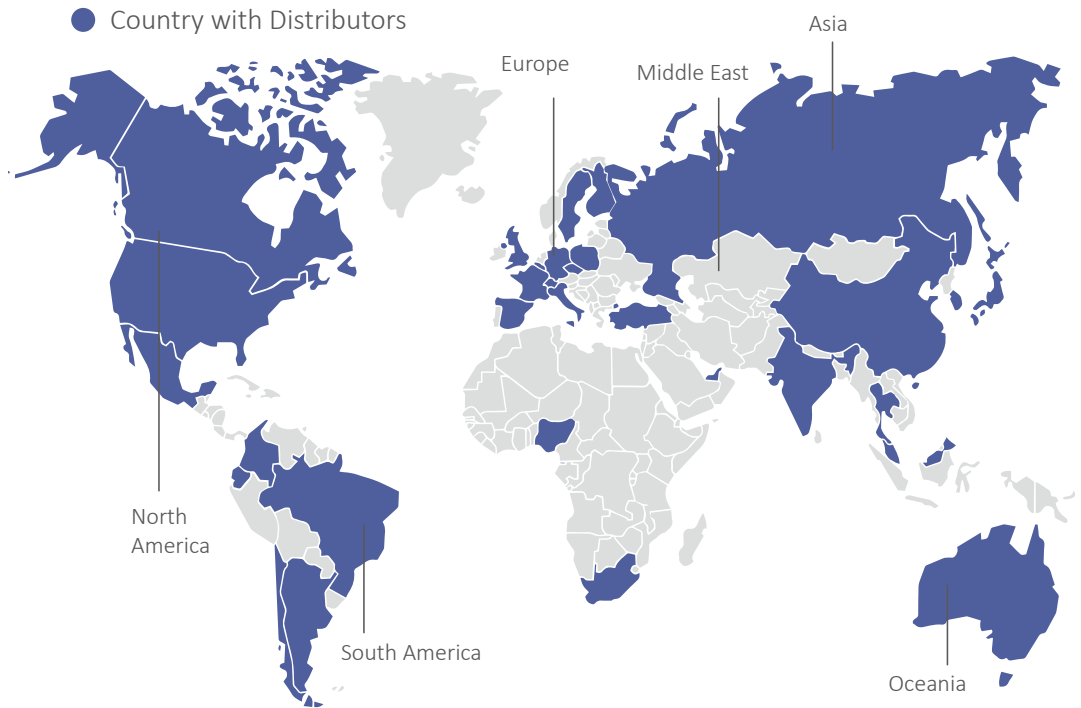 Country with Distributors
Asia
Europe
Middle East
North
America
South America
Oceania